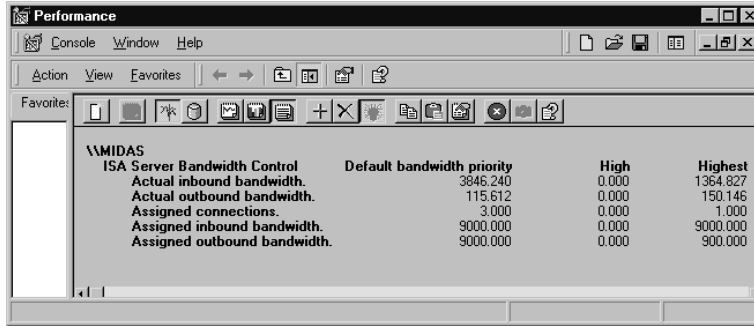 Performance
Console Window Help
Action View Favorites
Favorites
\\MIDAS
ISA Server Bandwidth Control Default bandwidth priority High Highest
Actual inbound bandwidth. 3846.240 0.000 1364.827
Actual outbound bandwidth. 115.612 0.000 150.146
Assigned connections. 3.000 0.000 1.000
Assigned inbound bandwidth. 9000.000 0.000 9000.000
Assigned outbound bandwidth. 9000.000 0.000 900.000